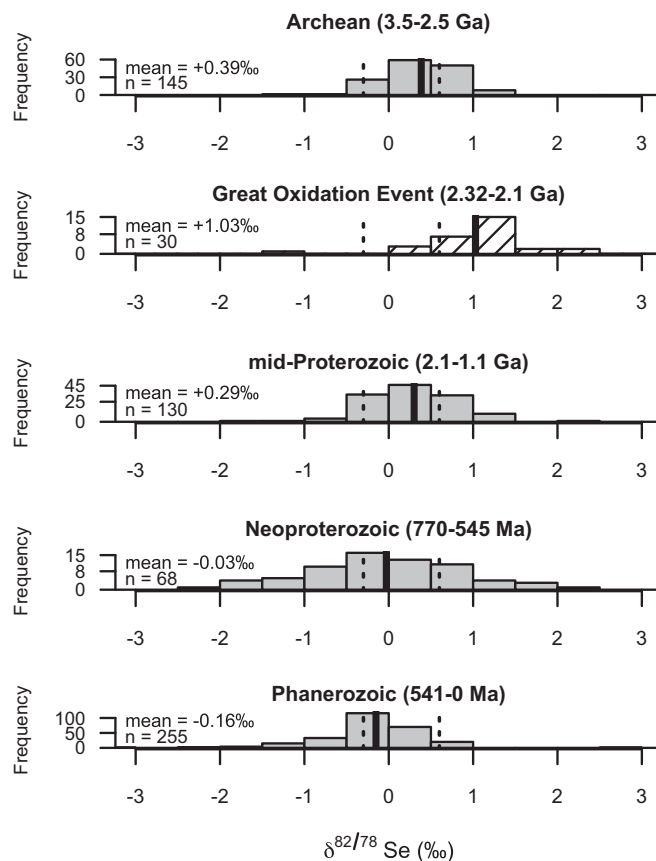 Archean (3.5-2.5 Ga)
Frequency
60
30
0
mean = +0.39‰
n = 145
-3 -2 -1 0 1 2 3
Great Oxidation Event (2.32-2.1 Ga)
Frequency
15
8
0
mean = +1.03‰
n = 30
-3 -2 -1 0 1 2 3
mid-Proterozoic (2.1-1.1 Ga)
Frequency
45
25
0
mean = +0.29‰
n = 130
-3 -2 -1 0 1 2 3
Neoproterozoic (770-545 Ma)
Frequency
15
8
0
mean = -0.03‰
n = 68
-3 -2 -1 0 1 2 3
Phanerozoic (541-0 Ma)
Frequency
100
50
0
mean = -0.16‰
n = 255
-3 -2 -1 0 1 2 3
δ82/78 Se (‰)